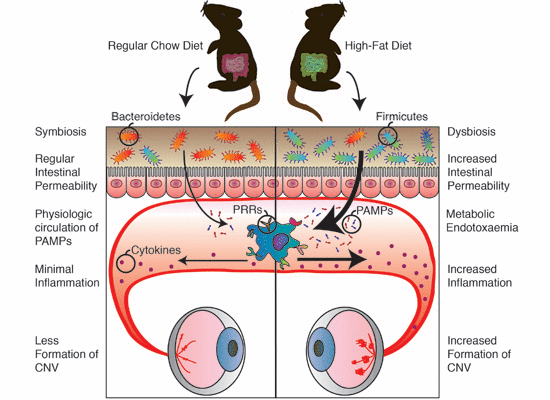 Regular Chow Diet
High-Fat Diet
Bacteroidetes
Firmicutes
Symbiosis
Dysbiosis
Regular
Intestinal
Permeability
Increased
Intestinal
Permeability
PRRs
PAMPs
Physiologic
circulation of
PAMPs
Metabolic
Endotoxaemia
Cytokines
Minimal
Inflammation
Increased
Inflammation
Less
Formation of
CNV
Increased
Formation of
CNV